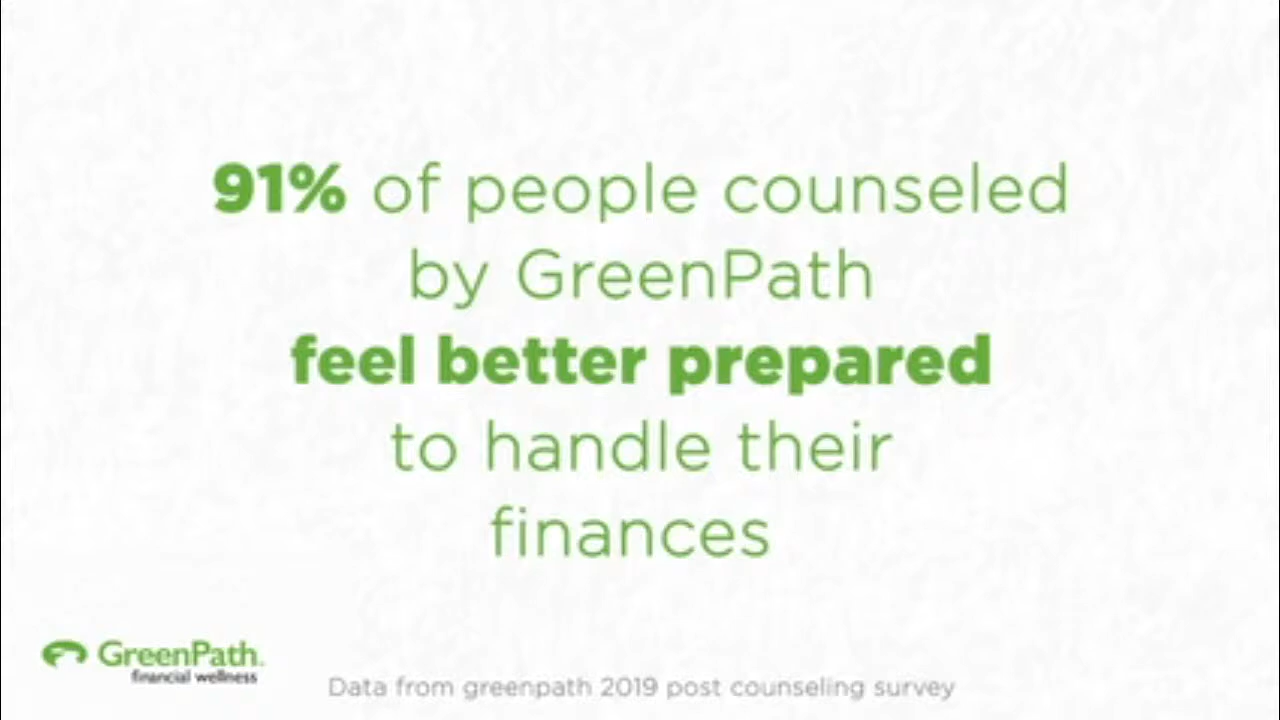 91% of people counseled
by GreenPath
feel better prepared
to handle their
finances
GreenPath
financial wellness
Data from greenpath 2019 post counseling survey